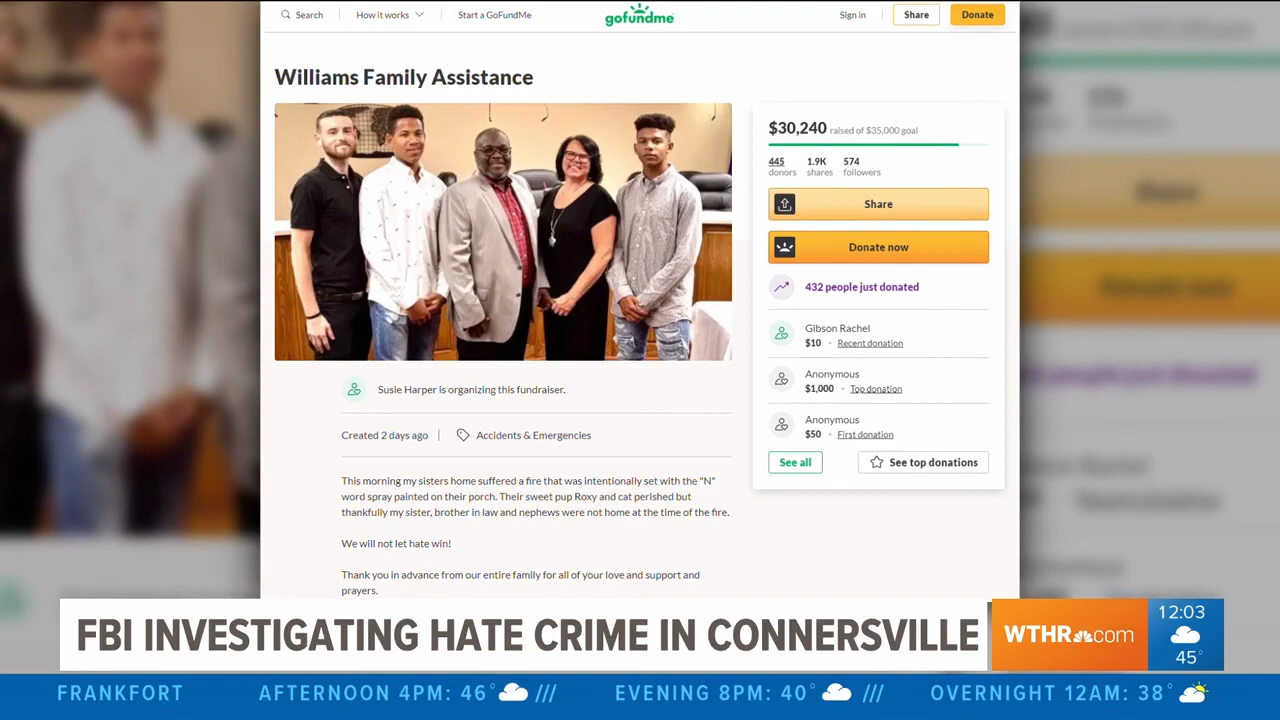 Search
How it works
Start a GoFundMe
gofundme
Sign in
Share
Donate
Williams Family Assistance
$30,240 raised of $35,000 goal
445 donors
1.9K shares
574 followers
Share
Donate now
432 people just donated
Gibson Rachel
$10 · Recent donation
Anonymous
$1,000 · Top donation
Anonymous
$50 · First donation
See all
See top donations
Susie Harper is organizing this fundraiser.
Created 2 days ago
Accidents & Emergencies
This morning my sisters home suffered a fire that was intentionally set with the "N"
word spray painted on their porch. Their sweet pup Roxy and cat perished but
thankfully my sister, brother in law and nephews were not home at the time of the fire.
We will not let hate win!
Thank you in advance from our entire family for all of your love and support and
prayers.
FBI INVESTIGATING HATE CRIME IN CONNERSVILLE
WTHR.com
12:03
45°
FRANKFORT AFTERNOON 4PM: 46° /// EVENING 8PM: 40° /// OVERNIGHT 12AM: 38°